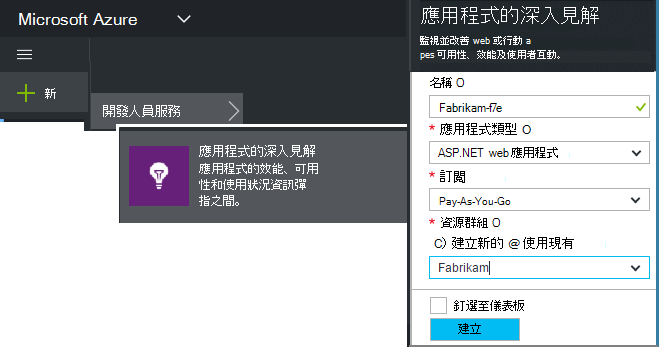 Microsoft Azure
新
開發人員服務
應用程式的深入見解
應用程式的效能、可用
性和使用狀況資訊彈
指之間。
應用程式的深入見解
監視並改善 web 或行動 a
pes 可用性、效能及使用者互動。
名稱 O
Fabrikam-f7e
* 應用程式類型 O
ASP.NET web 應用程式
* 訂閱
Pay-As-You-Go
* 資源群組 O
C) 建立新的 @ 使用現有
Fabrikam
釘選至儀表板
建立